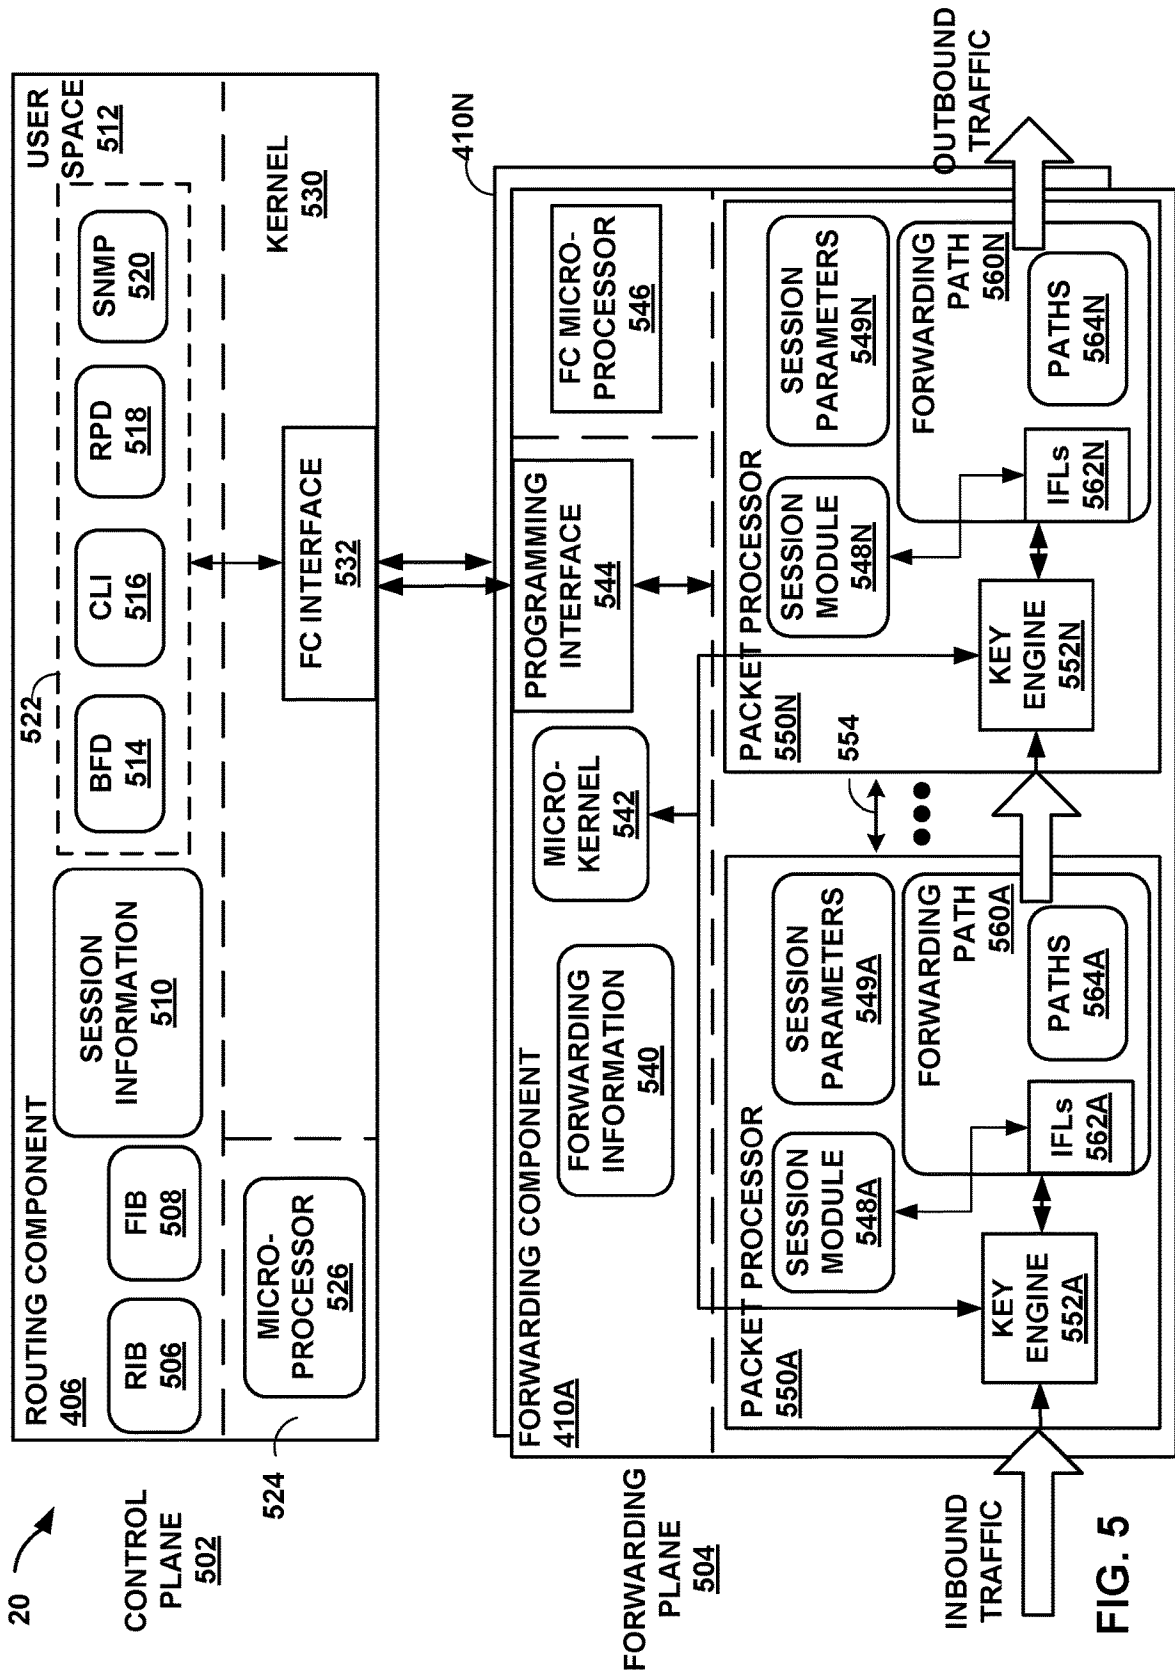 20
CONTROL
PLANE
502
ROUTING COMPONENT
406
RIB
506
FIB
508
SESSION
INFORMATION
510
522
BFD
514
CLI
516
RPD
518
SNMP
520
USER
SPACE
512
524
MICRO-
PROCESSOR
526
FC INTERFACE
532
KERNEL
530
FORWARDING
PLANE
504
410N
FORWARDING COMPONENT
410A
FORWARDING
INFORMATION
540
MICRO-
KERNEL
542
PROGRAMMING
INTERFACE
544
FC MICRO-
PROCESSOR
546
PACKET PROCESSOR
550A
SESSION
MODULE
548A
SESSION
PARAMETERS
549A
KEY
ENGINE
552A
FORWARDING
PATH
560A
IFLs
562A
PATHS
564A
554
PACKET PROCESSOR
550N
SESSION
MODULE
548N
SESSION
PARAMETERS
549N
KEY
ENGINE
552N
FORWARDING
PATH
560N
IFLs
562N
PATHS
564N
INBOUND
TRAFFIC
OUTBOUND
TRAFFIC
FIG. 5